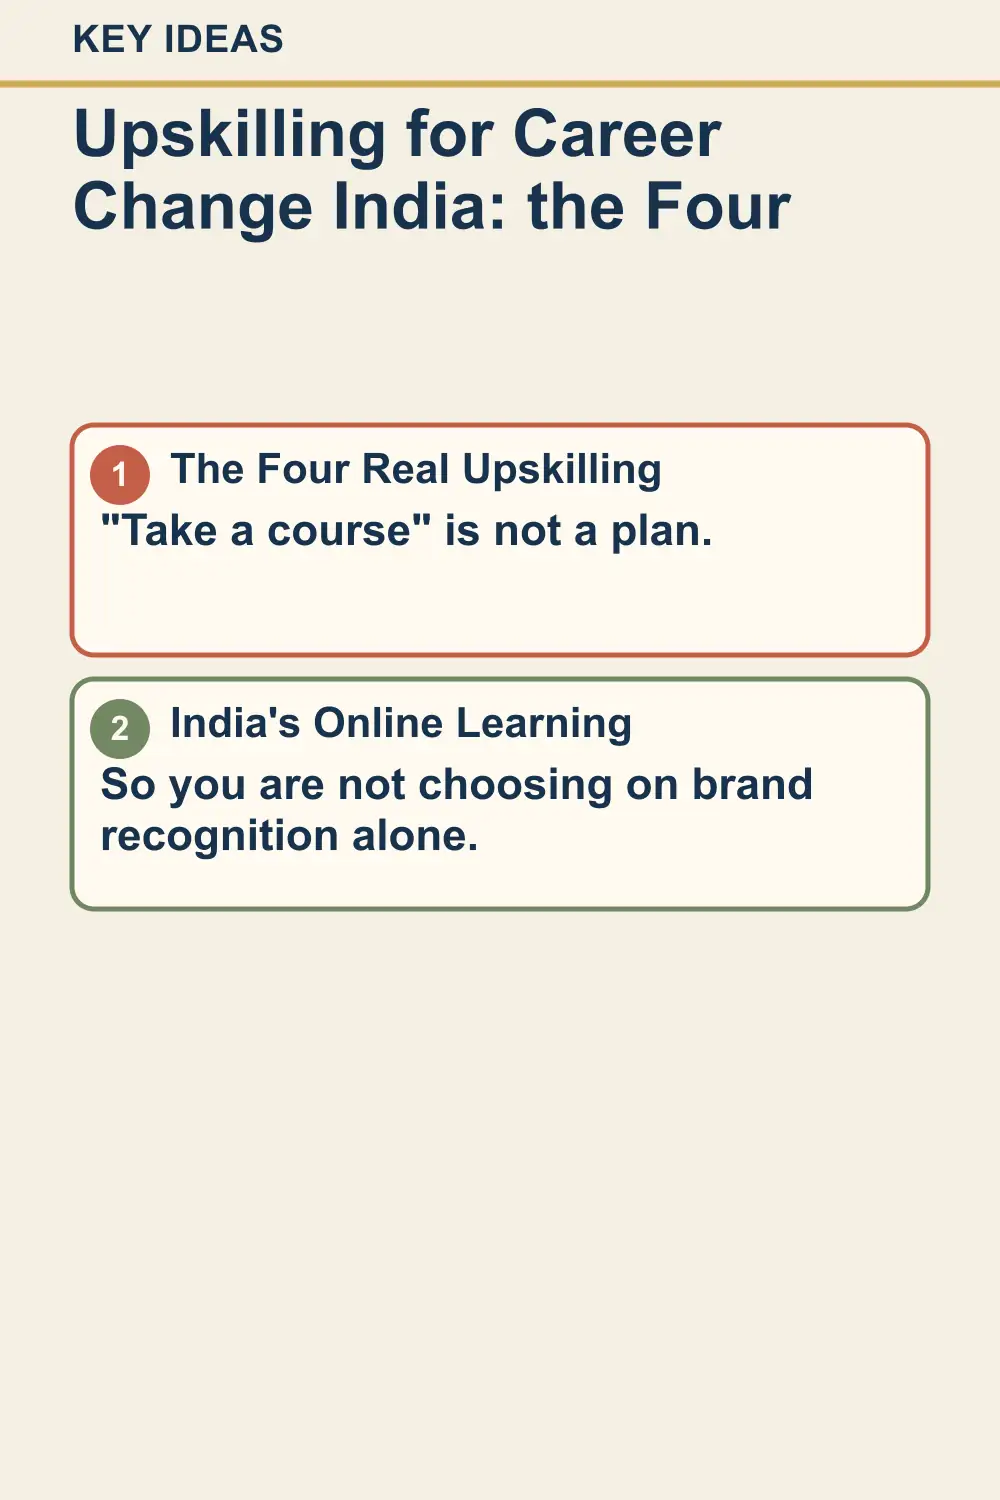 KEY IDEAS
Upskilling for Career
Change India: the Four
1 The Four Real Upskilling
"Take a course" is not a plan.
2 India's Online Learning
So you are not choosing on brand
recognition alone.